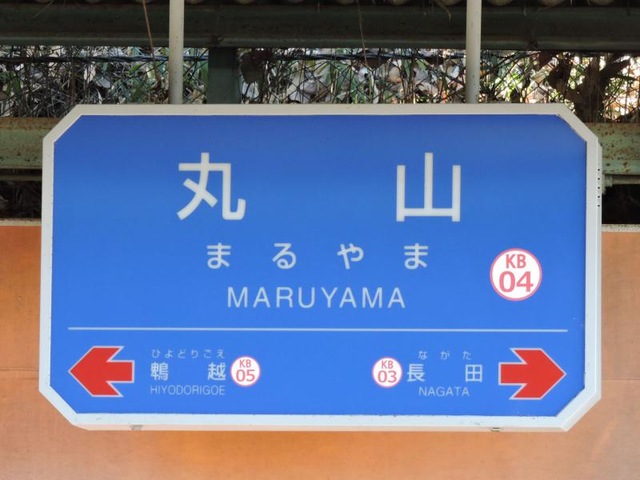 丸山
まるやま
KB
04
MARUYAMA
ひよどりごえ
鵯越
HIYODORIGOE
KB
05
KB
03
ながた
長田
NAGATA